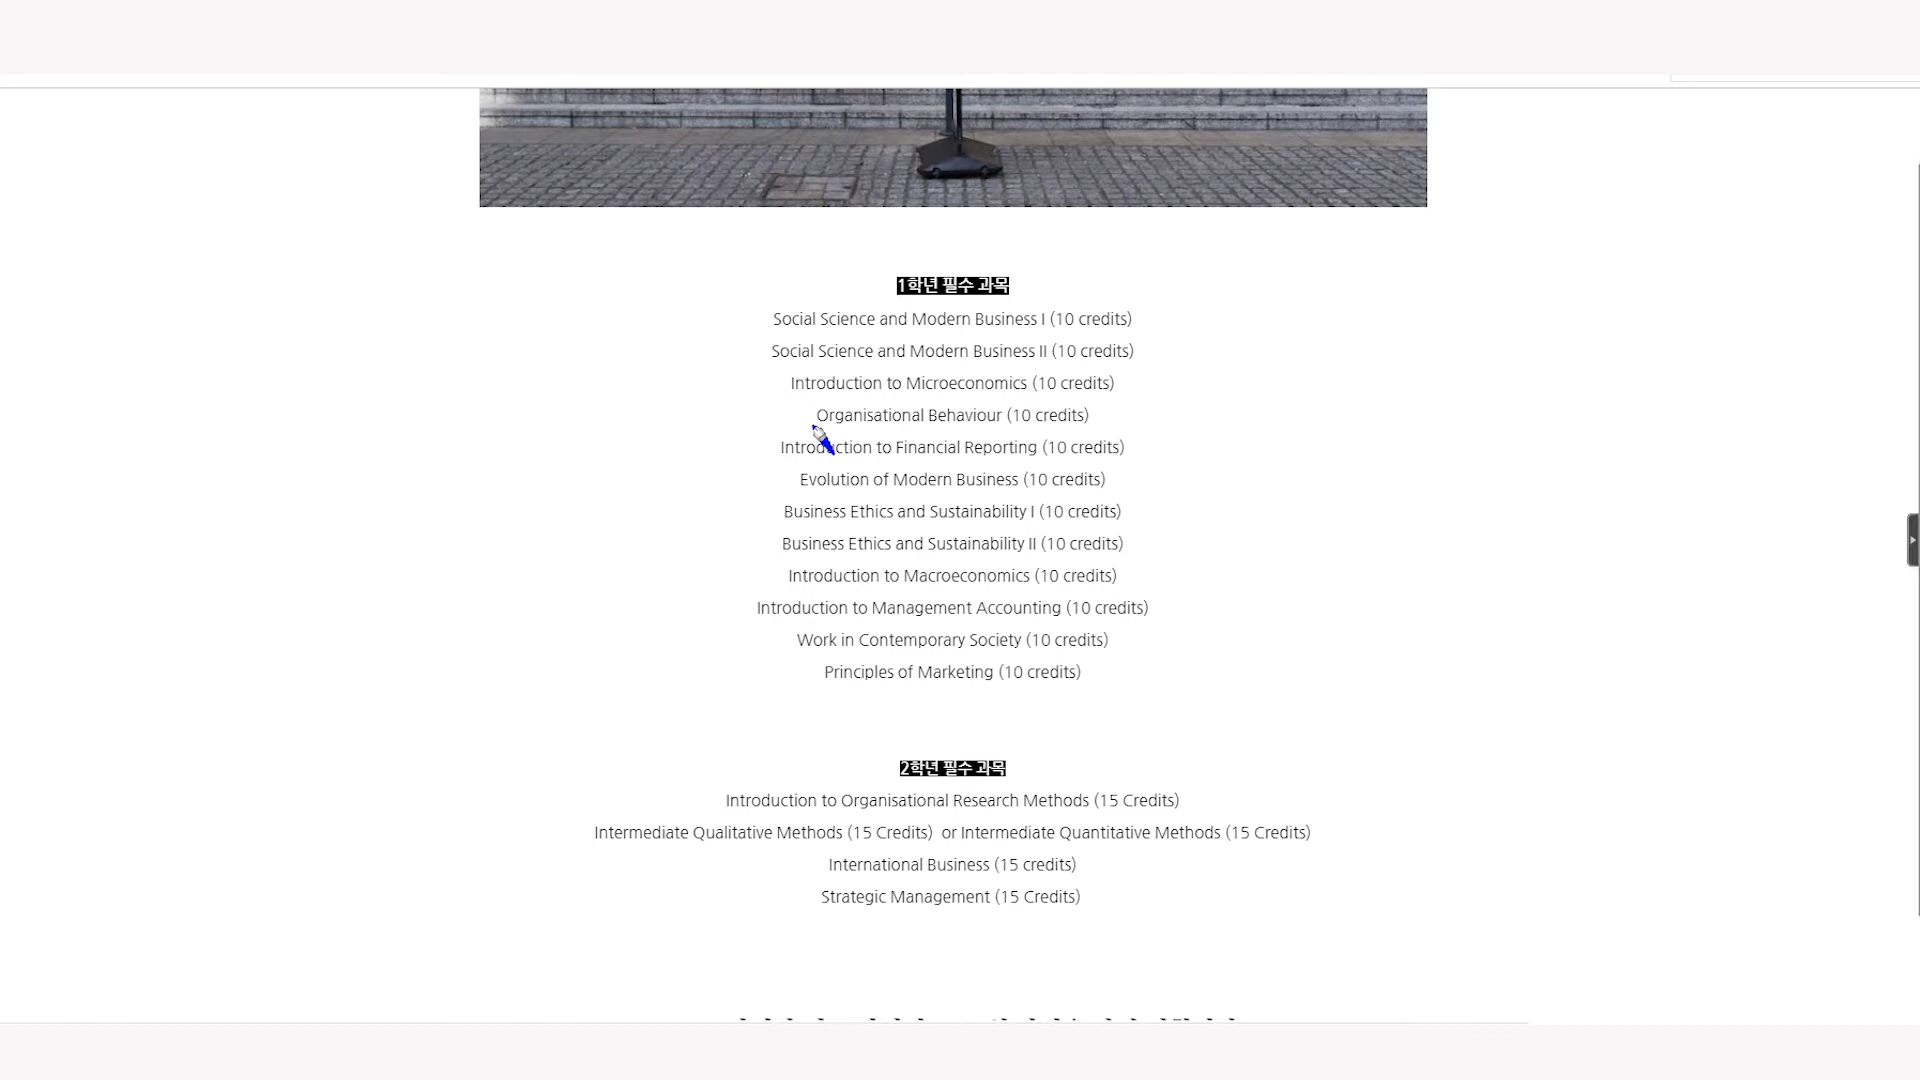 1학년 필수 과목
Social Science and Modern Business I (10 credits)
Social Science and Modern Business II (10 credits)
Introduction to Microeconomics (10 credits)
Organisational Behaviour (10 credits)
Introduction to Financial Reporting (10 credits)
Evolution of Modern Business (10 credits)
Business Ethics and Sustainability I (10 credits)
Business Ethics and Sustainability II (10 credits)
Introduction to Macroeconomics (10 credits)
Introduction to Management Accounting (10 credits)
Work in Contemporary Society (10 credits)
Principles of Marketing (10 credits)
2학년 필수 과목
Introduction to Organisational Research Methods (15 Credits)
Intermediate Qualitative Methods (15 Credits)  or Intermediate Quantitative Methods (15 Credits)
International Business (15 credits)
Strategic Management (15 Credits)